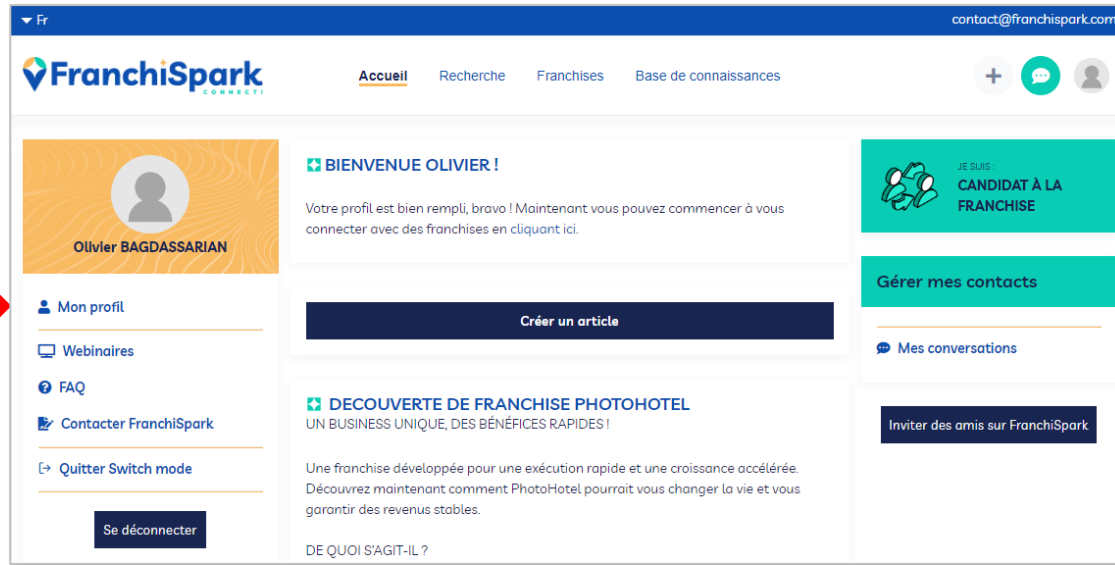 Fr
contact@franchispark.com
FranchiSpark
CONNECT!
Accueil Recherche Franchises Base de connaissances
Olivier BAGDASSARIAN
Mon profil
Webinaires
FAQ
Contacter FranchiSpark
Quitter Switch mode
Se déconnecter
BIENVENUE OLIVIER !
Votre profil est bien rempli, bravo ! Maintenant vous pouvez commencer à vous
connecter avec des franchises en cliquant ici.
Créer un article
DECOUVERTE DE FRANCHISE PHOTOHOTEL
UN BUSINESS UNIQUE, DES BÉNÉFICES RAPIDES !
Une franchise développée pour une exécution rapide et une croissance accélérée.
Découvrez maintenant comment PhotoHotel pourrait vous changer la vie et vous
garantir des revenus stables.
DE QUOI S'AGIT-IL ?
JE SUIS :
CANDIDAT À LA
FRANCHISE
Gérer mes contacts
Mes conversations
Inviter des amis sur FranchiSpark